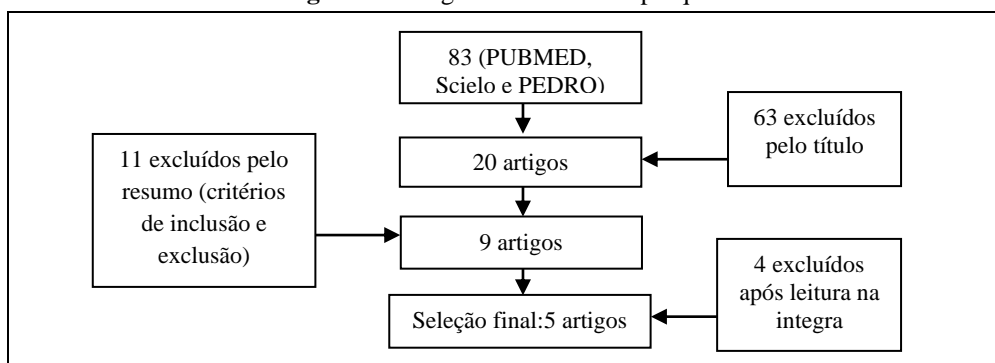 83 (PUBMED,
Scielo e PEDRO)
63 excluídos
pelo título
11 excluídos pelo
resumo (critérios
de inclusão e
exclusão)
20 artigos
9 artigos
4 excluídos
após leitura na
integra
Seleção final:5 artigos